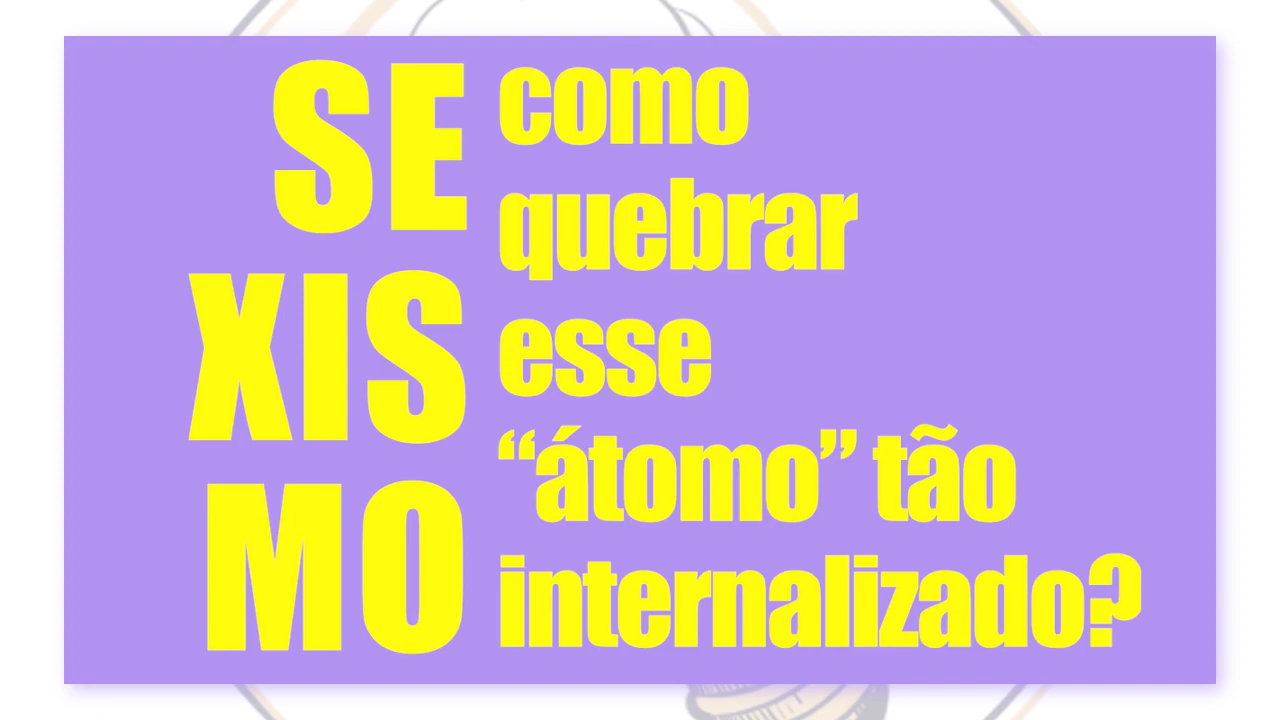 SE
XIS
MO
como
quebrar
esse
“átomo” tão
internalizado?